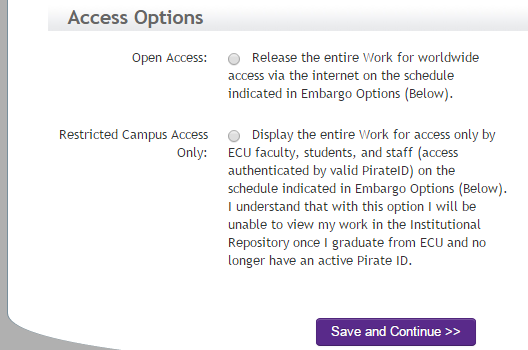 Access Options
Open Access: Release the entire Work for worldwide
access via the internet on the schedule
indicated in Embargo Options (Below).
Restricted Campus Access Display the entire Work for access only by
Only: ECU faculty, students, and staff (access
authenticated by valid PirateID) on the
schedule indicated in Embargo Options (Below).
I understand that with this option I will be
unable to view my work in the Institutional
Repository once I graduate from ECU and no
longer have an active Pirate ID.
Save and Continue >>